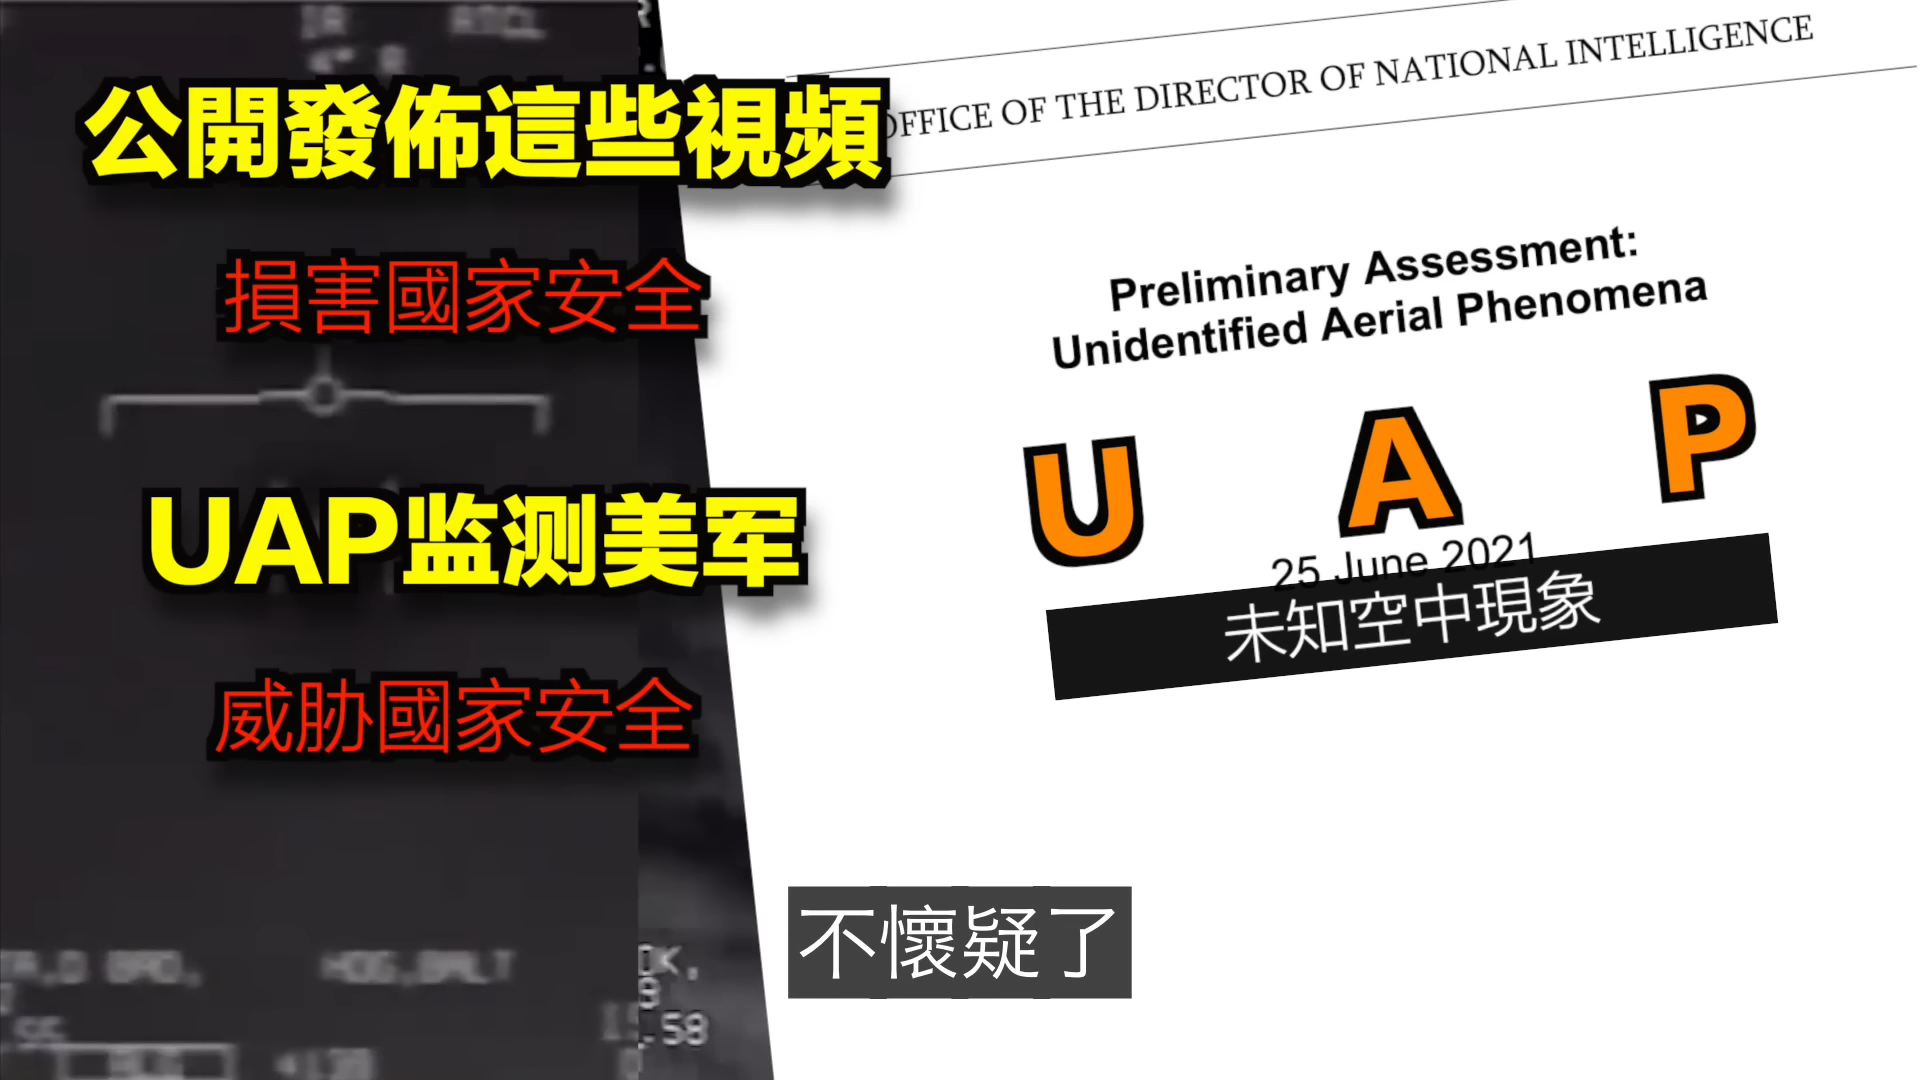 IR
公開發佈這些視頻
損害國家安全
UAP监测美军
威胁國家安全
OFFICE OF THE DIRECTOR OF NATIONAL INTELLIGENCE
Preliminary Assessment:
Unidentified Aerial Phenomena
U A P
25 June 2021
未知空中現象
不懷疑了